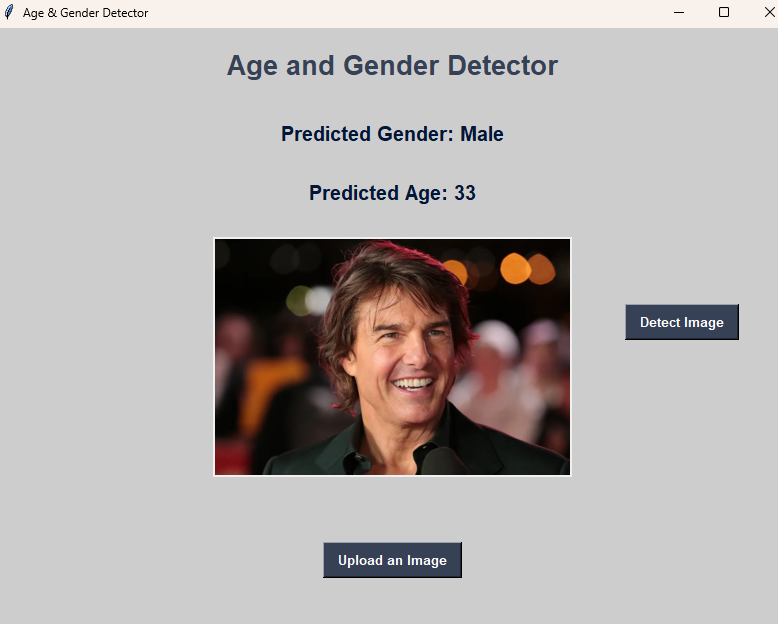 Age & Gender Detector
Age and Gender Detector
Predicted Gender: Male
Predicted Age: 33
Detect Image
Upload an Image